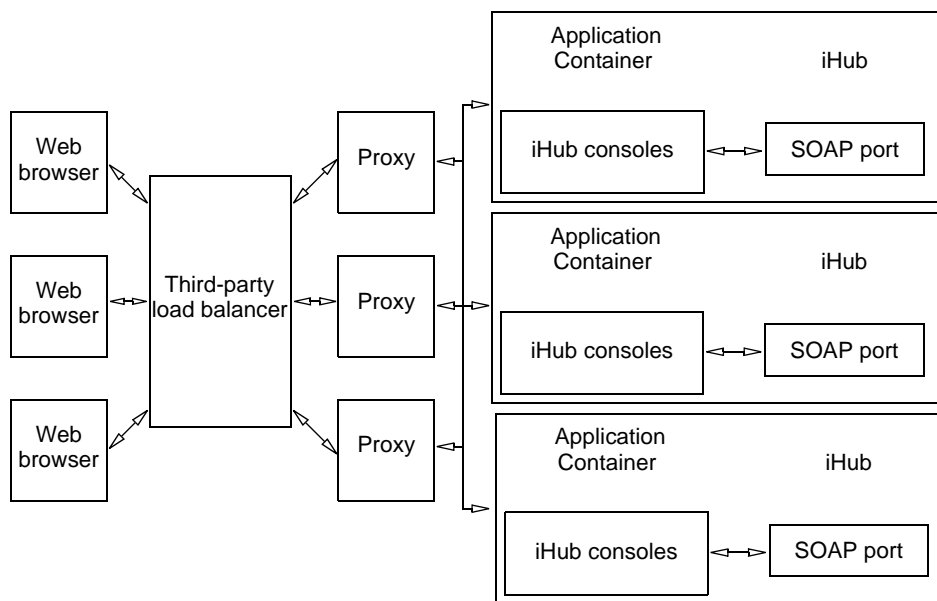 Web
browser
Web
browser
Web
browser
Third-party
load balancer
Proxy
Proxy
Proxy
Application
Container
iHub
iHub consoles
SOAP port
Application
Container
iHub
iHub consoles
SOAP port
Application
Container
iHub
iHub consoles
SOAP port